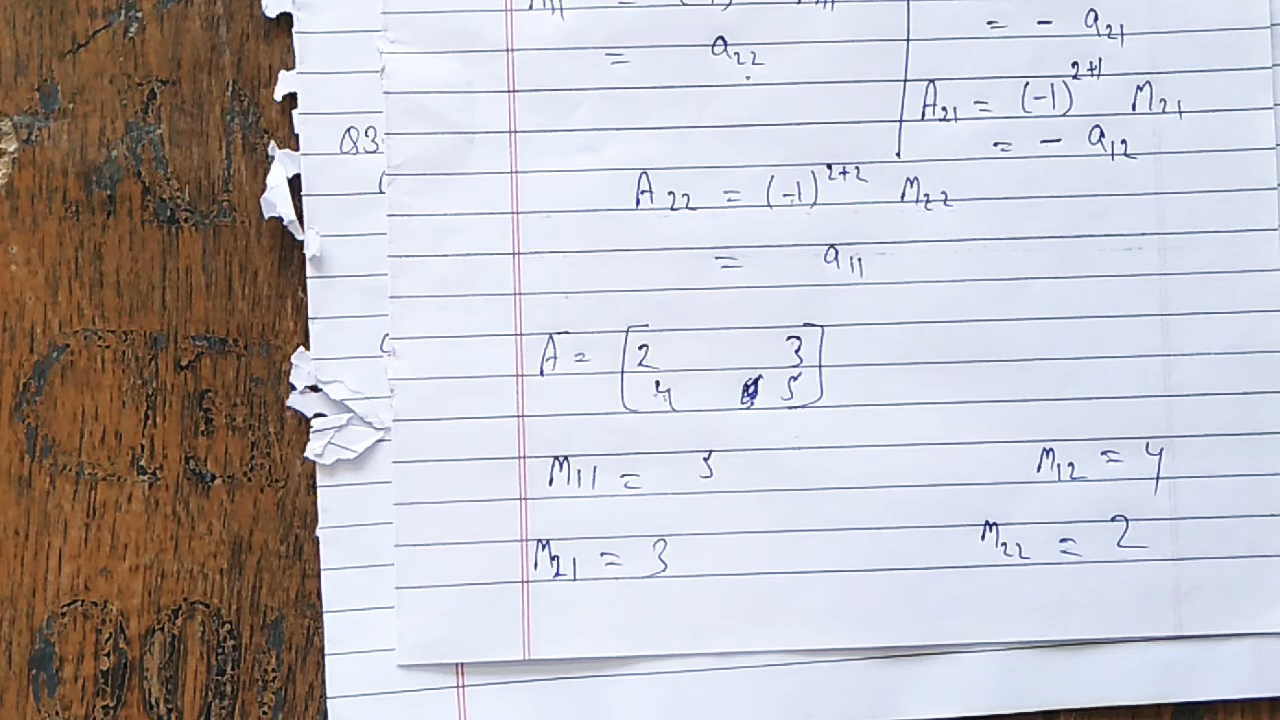 = a22
= - a21
A21 = (-1)^2+1 M21
= - a12
Q3
A22 = (-1)^2+2 M22
= a11
A = [2 3
4 5]
M11 = 5
M12 = 4
M21 = 3
M22 = 2